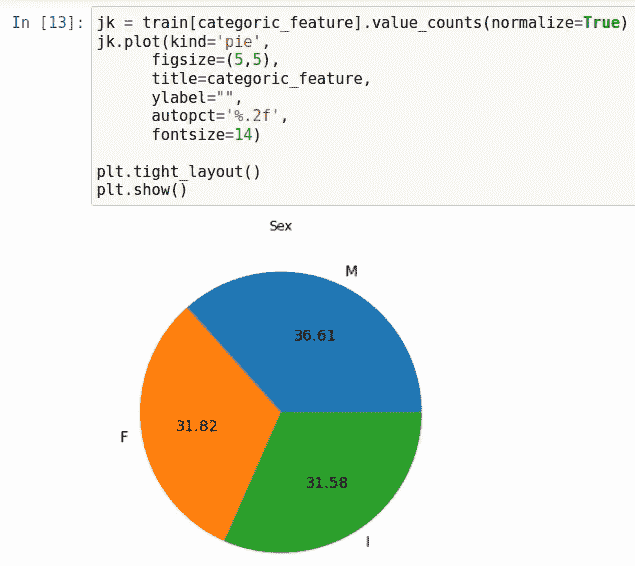 In [13]: jk = train[categoric_feature].value_counts(normalize=True)
jk.plot(kind='pie',
figsize=(5,5),
title=categoric_feature,
ylabel="",
autopct='%.2f',
fontsize=14)
plt.tight_layout()
plt.show()
Sex
M
36.61
31.82
F
31.58
I